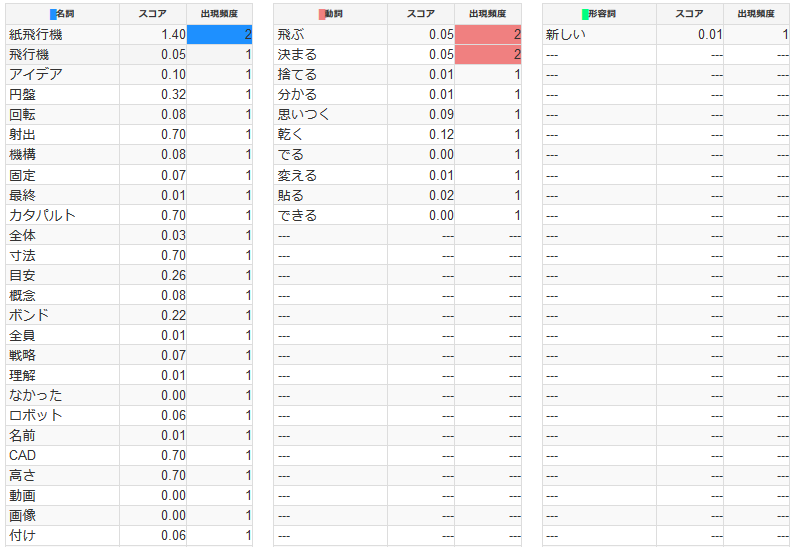 名詞 スコア 出現頻度 動詞 スコア 出現頻度 形容詞 スコア 出現頻度
紙飛行機 1.40 2 飛ぶ 0.05 2 新しい 0.01 1
飛行機 0.05 1 決まる 0.05 2 --- --- ---
アイデア 0.10 1 捨てる 0.01 1 --- --- ---
円盤 0.32 1 分かる 0.01 1 --- --- ---
回転 0.08 1 思いつく 0.09 1 --- --- ---
射出 0.70 1 乾く 0.12 1 --- --- ---
機構 0.08 1 でる 0.00 1 --- --- ---
固定 0.07 1 変える 0.01 1 --- --- ---
最終 0.01 1 貼る 0.02 1 --- --- ---
カタパルト 0.70 1 できる 0.00 1 --- --- ---
全体 0.03 1 --- --- --- --- --- ---
寸法 0.70 1 --- --- --- --- --- ---
目安 0.26 1 --- --- --- --- --- ---
概念 0.08 1 --- --- --- --- --- ---
ボンド 0.22 1 --- --- --- --- --- ---
全員 0.01 1 --- --- --- --- --- ---
戦略 0.07 1 --- --- --- --- --- ---
理解 0.01 1 --- --- --- --- --- ---
なかった 0.00 1 --- --- --- --- --- ---
ロボット 0.06 1 --- --- --- --- --- ---
名前 0.01 1 --- --- --- --- --- ---
CAD 0.70 1 --- --- --- --- --- ---
高さ 0.70 1 --- --- --- --- --- ---
動画 0.00 1 --- --- --- --- --- ---
画像 0.00 1 --- --- --- --- --- ---
付け 0.06 1 --- --- --- --- --- ---